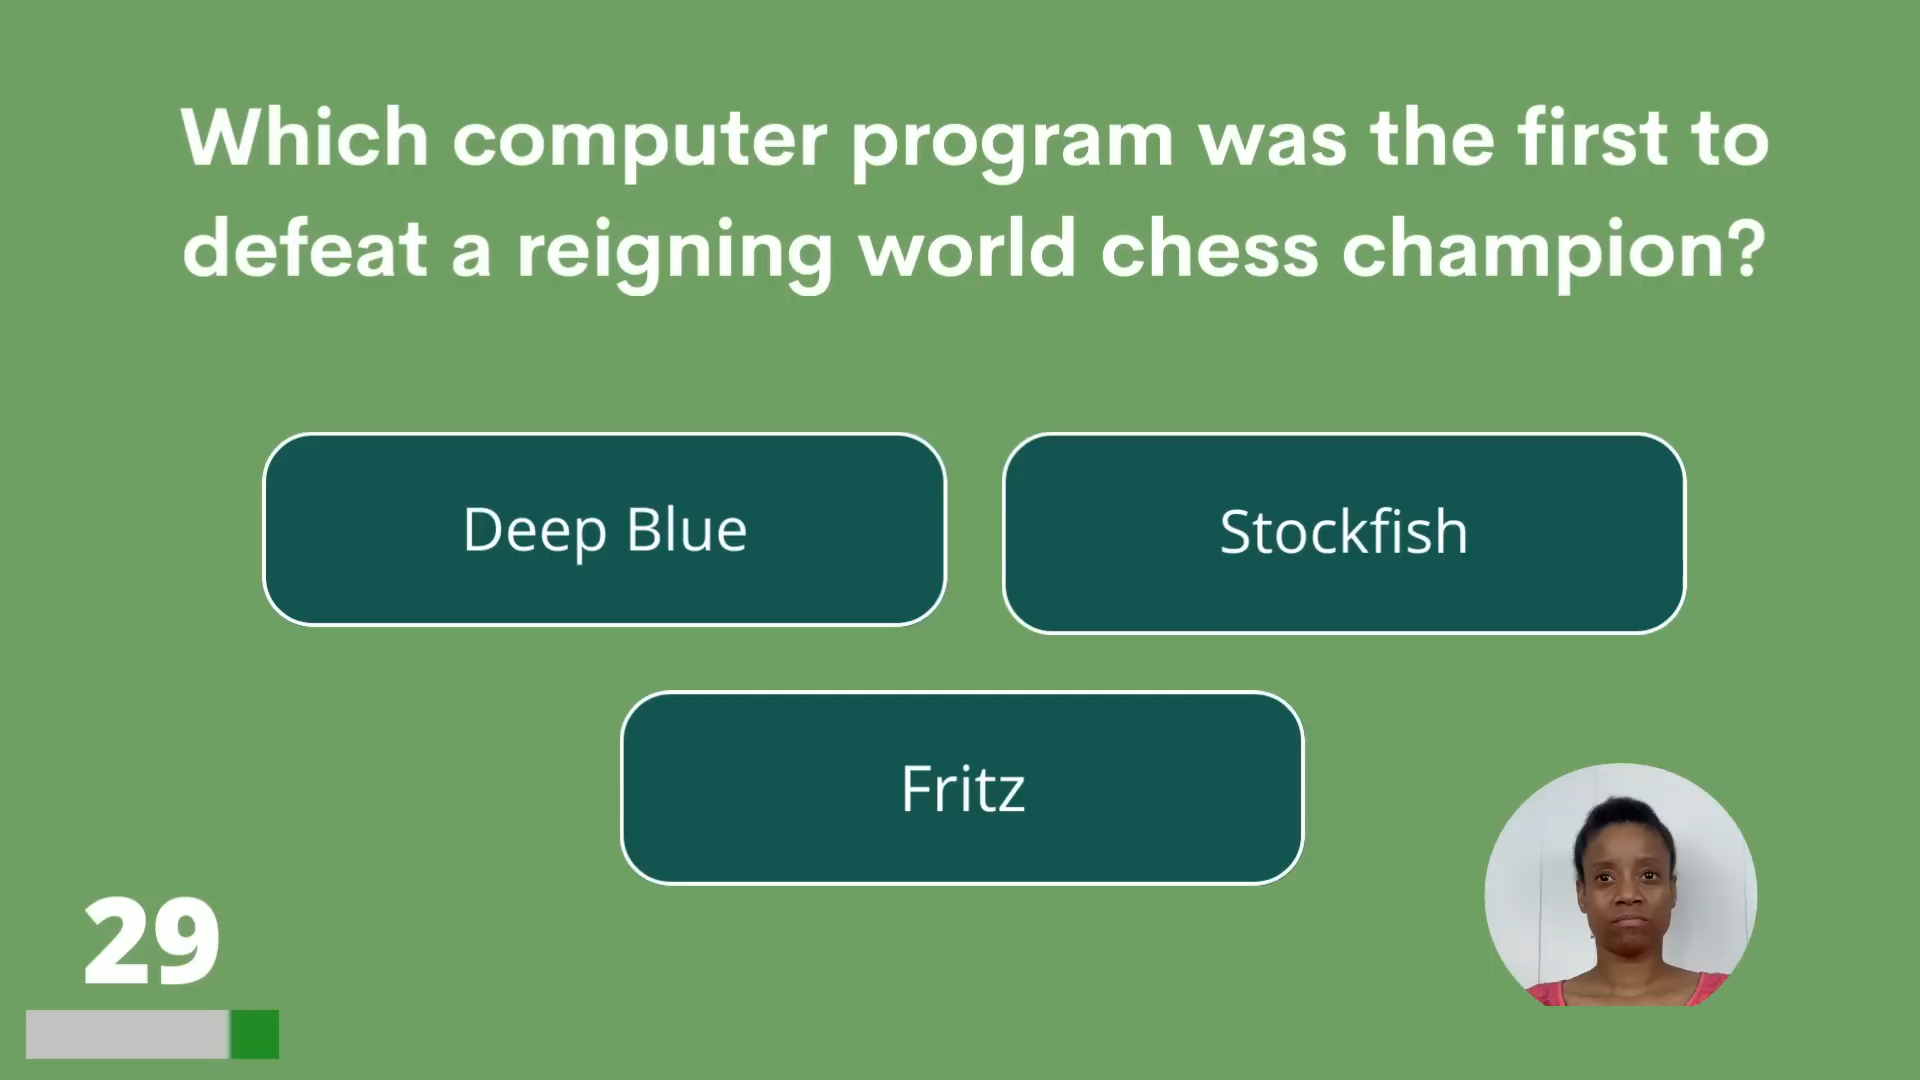 Which computer program was the first to
defeat a reigning world chess champion?
Deep Blue
Stockfish
Fritz
29